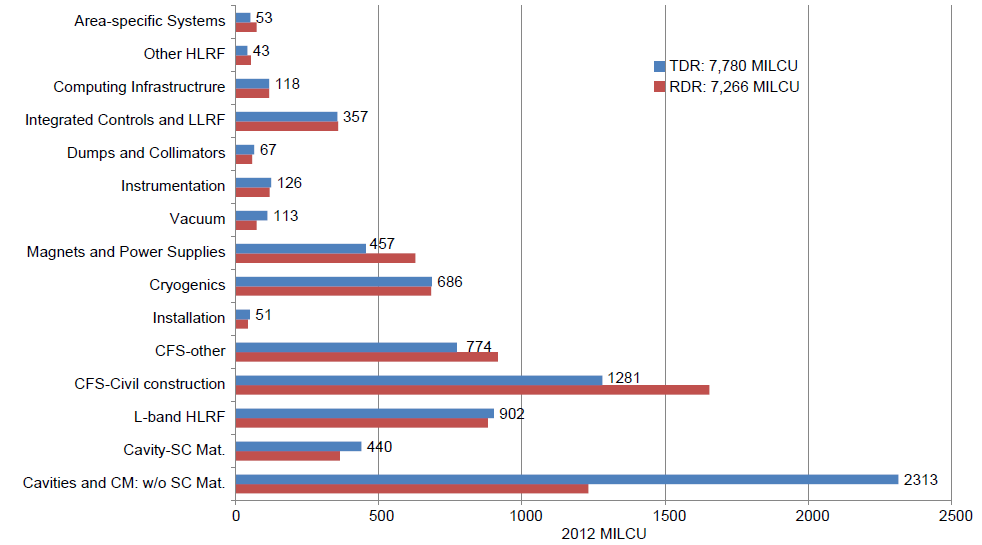 Area-specific Systems 53
Other HLRF 43
TDR: 7,780 MILCU
Computing Infrastructrure 118
RDR: 7,266 MILCU
Integrated Controls and LLRF 357
Dumps and Collimators 67
Instrumentation 126
Vacuum 113
Magnets and Power Supplies 457
Cryogenics 686
Installation 51
CFS-other 774
CFS-Civil construction 1281
L-band HLRF 902
Cavity-SC Mat. 440
Cavities and CM: w/o SC Mat. 2313
0 500 1000 1500 2000 2500
2012 MILCU